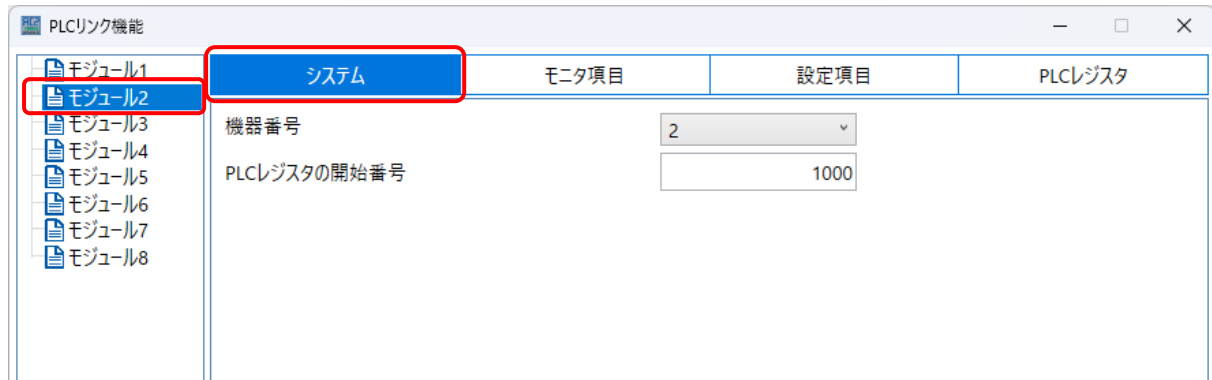 PLCリンク機能
モジュール1
モジュール2
モジュール3
モジュール4
モジュール5
モジュール6
モジュール7
モジュール8
システム モニタ項目 設定項目 PLCレジスタ
機器番号 2
PLCレジスタの開始番号 1000